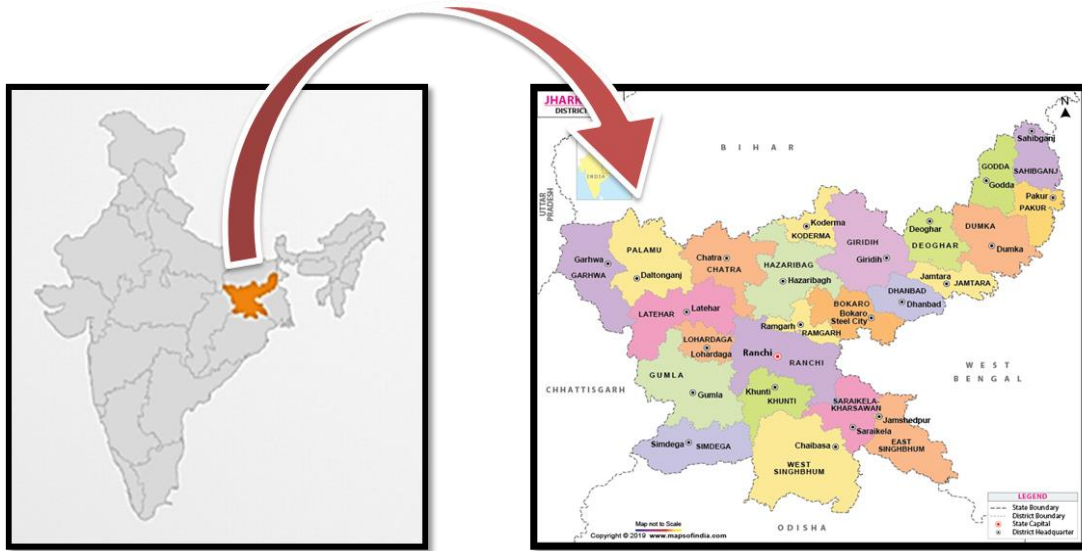 JHARK
DISTRIC
N
BIHAR
INDIA
UTTAR
PRADESH
Sahibganj
GODDA
SAHIBGANJ
Godda
Pakur
PAKUR
Koderma
KODERMA
GIRIDIH
Giridih
Deoghar
DEOGHAR
DUMKA
Dumka
PALAMU
Garhwa
GARHWA
Daltonganj
Chatra
CHATRA
HAZARIBAG
Hazaribagh
Jamtara
JAMTARA
DHANBAD
Dhanbad
LATEHAR
Latehar
BOKARO
Bokaro
Steel City
Ramgarh
RAMGARH
LOHARDAGA
Lohardaga
Ranchi
RANCHI
WEST
BENGAL
CHHATTISGARH
GUMLA
Gumla
Khunti
KHUNTI
SARAIKELA-
KHARSAWAN
Jamshedpur
Saraikela
EAST
SINGHBHUM
Simdega
SIMDEGA
Chaibasa
WEST
SINGHBHUM
ODISHA
LEGEND
State Boundary
District Boundary
State Capital
District Headquarter
Map not to Scale
Copyright © 2019 www.mapsofindia.com